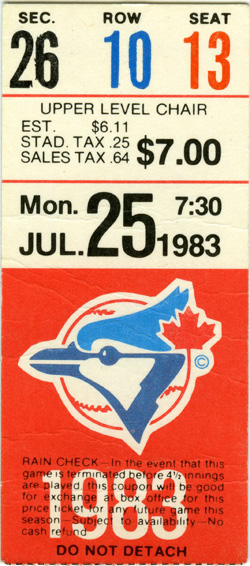 SEC. ROW SEAT
26 10 13
UPPER LEVEL CHAIR
EST. $6.11
STAD. TAX .25
SALES TAX .64 $7.00
Mon. 25 7:30
JUL. 1983
©
RAIN CHECK—In the event that this
game is terminated before 4½ innings
are played, this coupon will be good
for exchange at box office for this
price ticket for any future game this
season—Subject to availability—No
cash refund.
1983
DO NOT DETACH